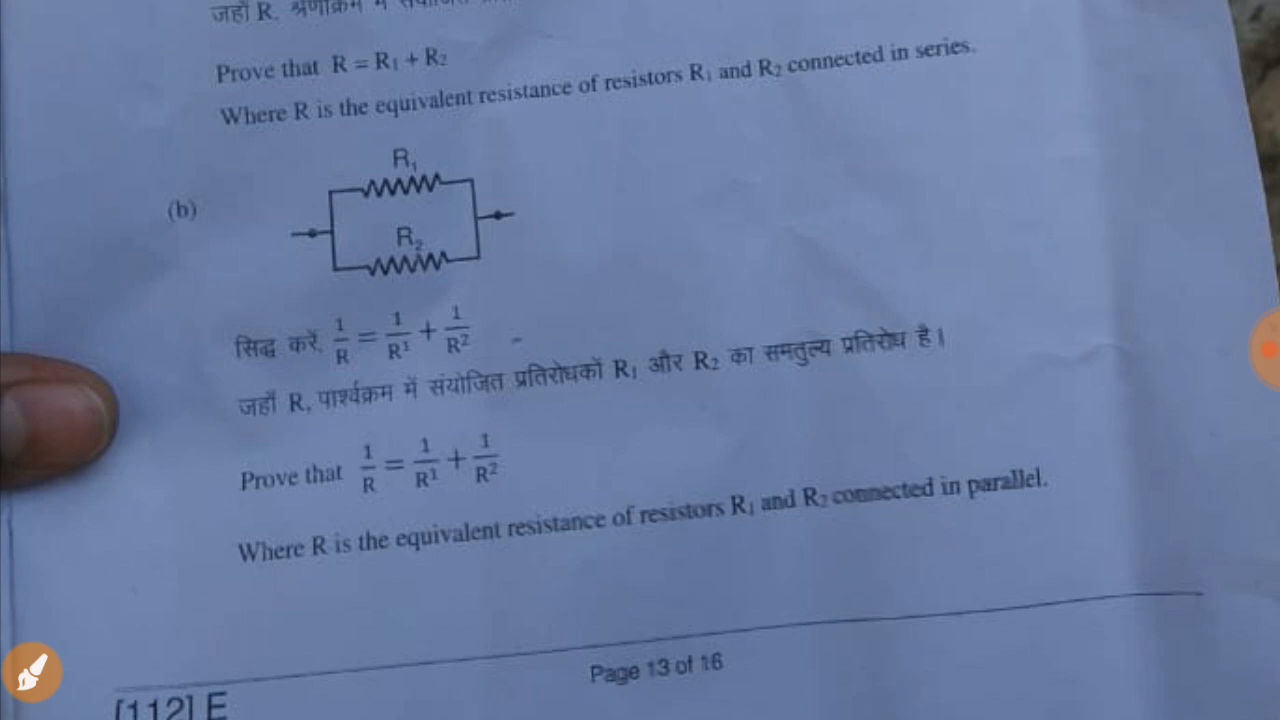 जहाँ R. श्रेणीक्रम में
Prove that R = R₁ + R₂
Where R is the equivalent resistance of resistors R₁ and R₂ connected in series.
(b)
R₁
R₂
सिद्ध करें 1/R = 1/R¹ + 1/R²
जहाँ R, पार्श्वक्रम में संयोजित प्रतिरोधकों R₁ और R₂ का समतुल्य प्रतिरोध है।
Prove that 1/R = 1/R¹ + 1/R²
Where R is the equivalent resistance of resistors R₁ and R₂ connected in parallel.
Page 13 of 16
[112] E